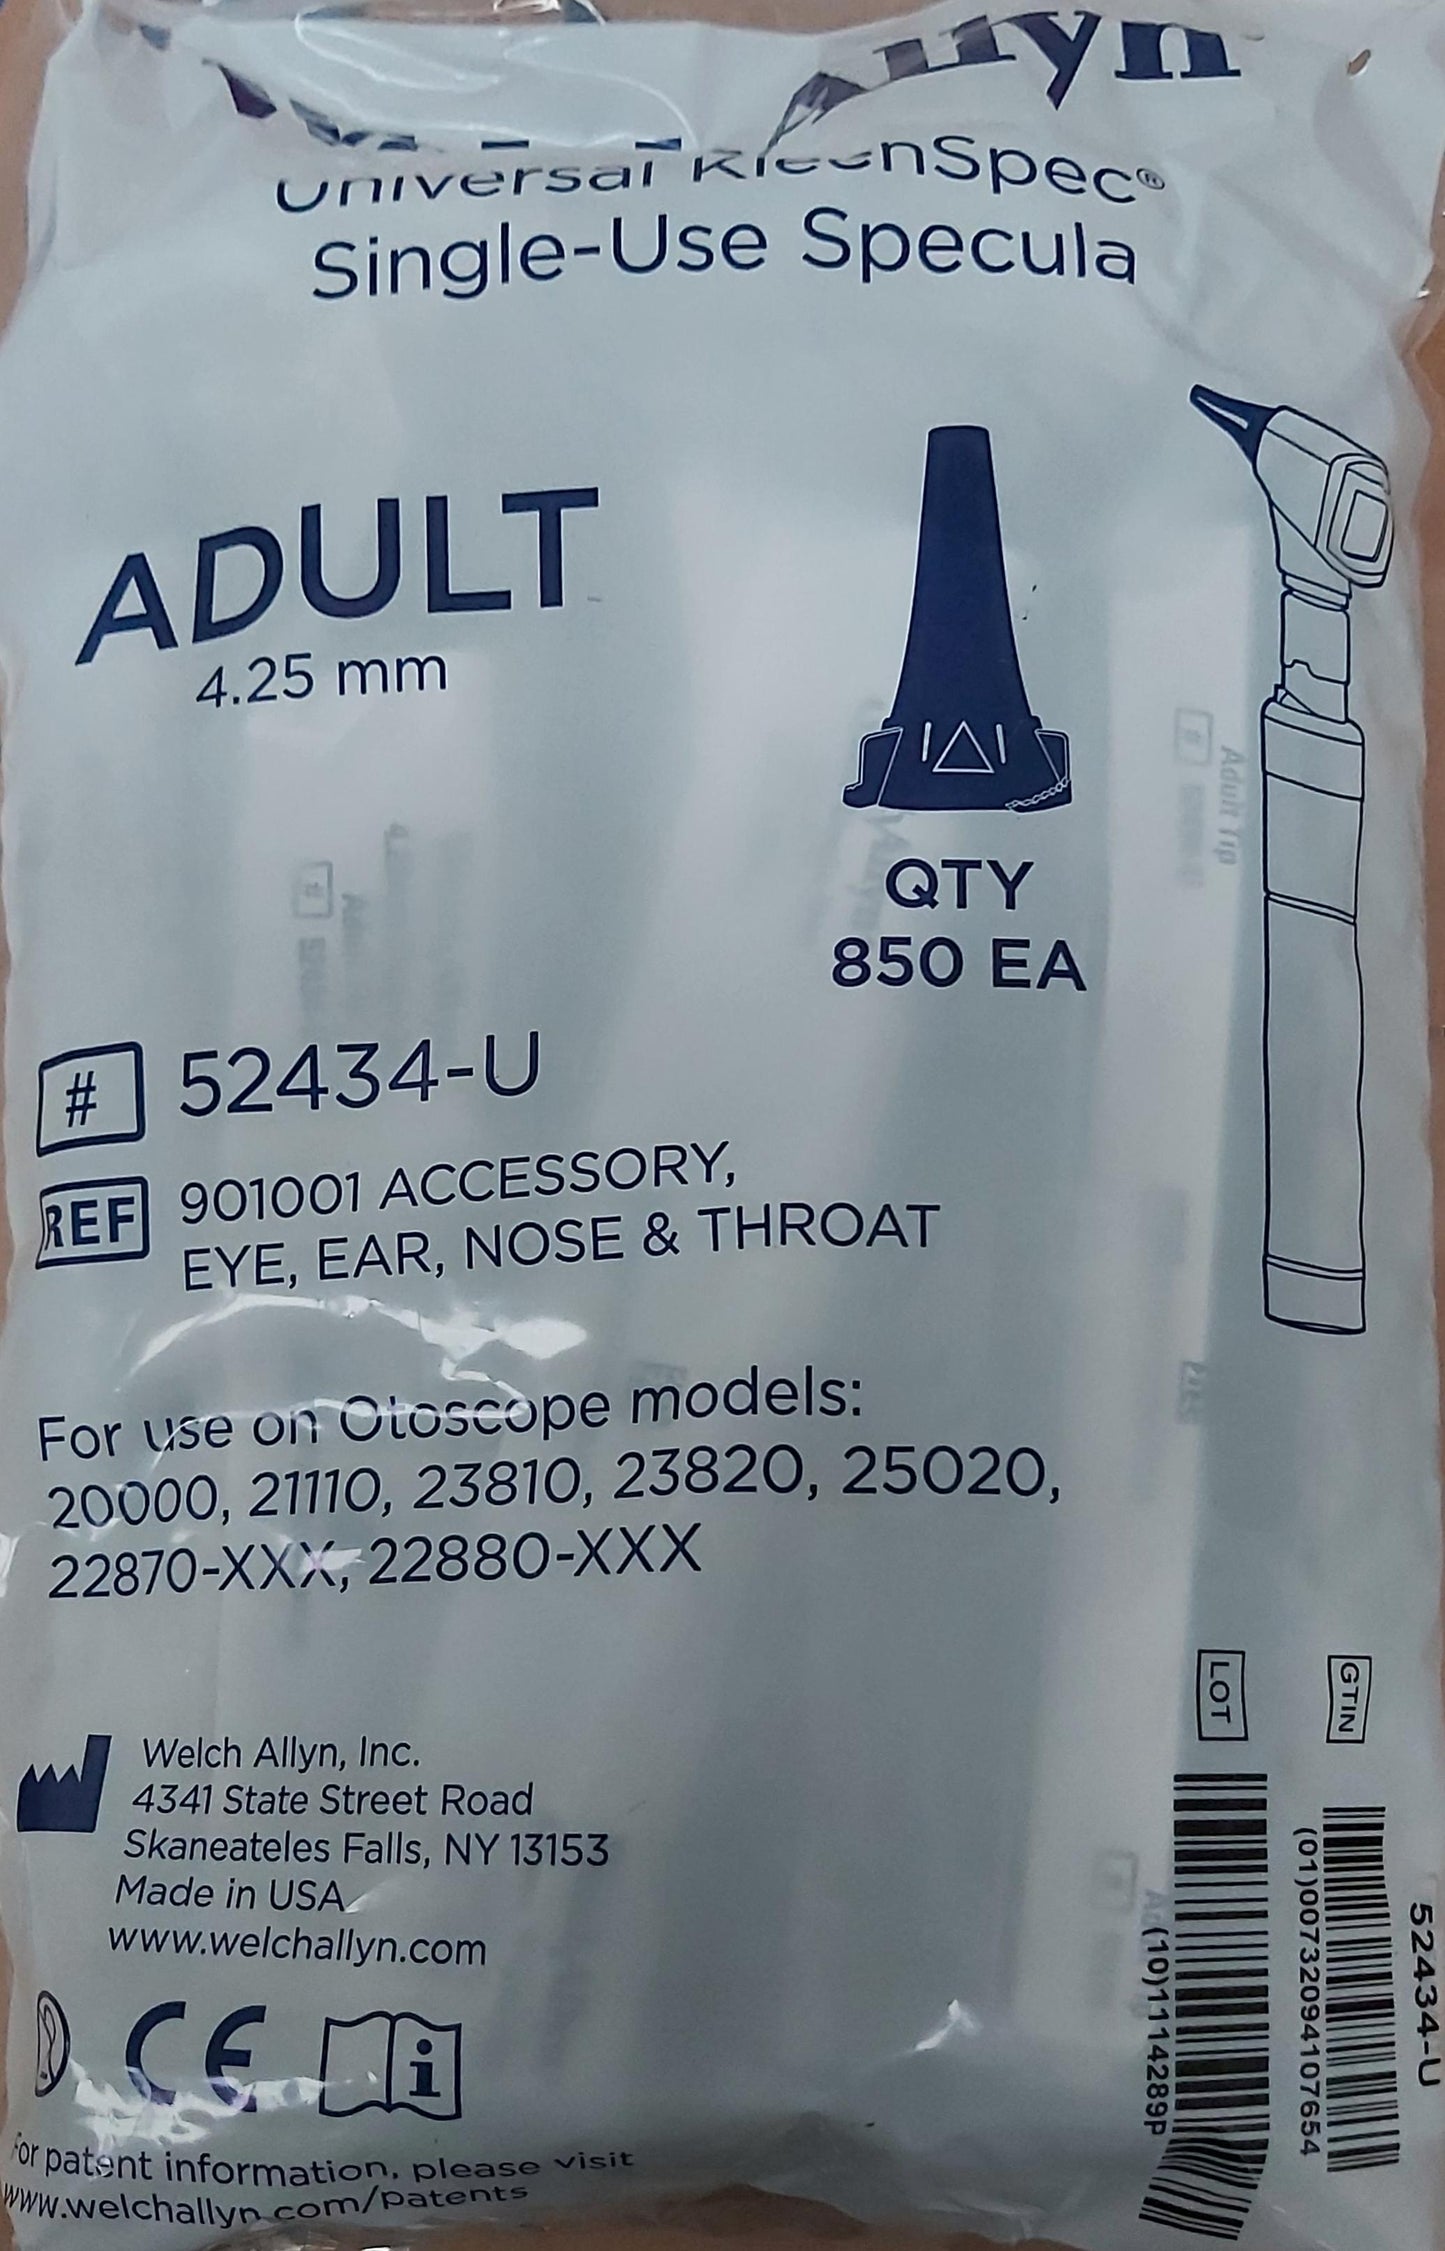 Allyn
Universal KleenSpec®
Single-Use Specula
ADULT
4.25 mm
QTY
850 EA
# 52434-U
REF 901001 ACCESSORY,
EYE, EAR, NOSE & THROAT
For use on Otoscope models:
20000, 21110, 23810, 23820, 25020,
22870-XXX, 22880-XXX
Welch Allyn, Inc.
4341 State Street Road
Skaneateles Falls, NY 13153
Made in USA
www.welchallyn.com
CE
i
For patent information, please visit
www.welchallyn.com/patents
LOT
(10)1114289P
GTIN
(01)00732094107654
52434-U
Adult Tip
#